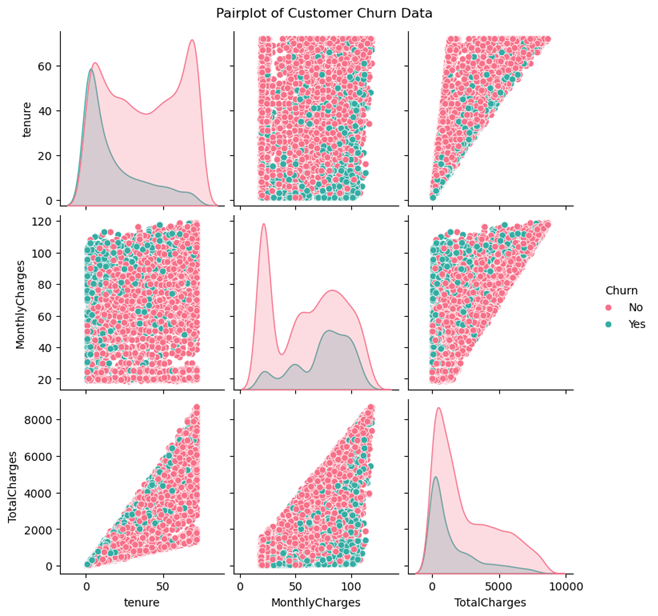 Pairplot of Customer Churn Data
60
40
20
0
tenure
120
100
80
60
40
20
MonthlyCharges
8000
6000
4000
2000
0
TotalCharges
0 50
tenure
0 50 100
MonthlyCharges
0 5000 10000
TotalCharges
Churn
No
Yes